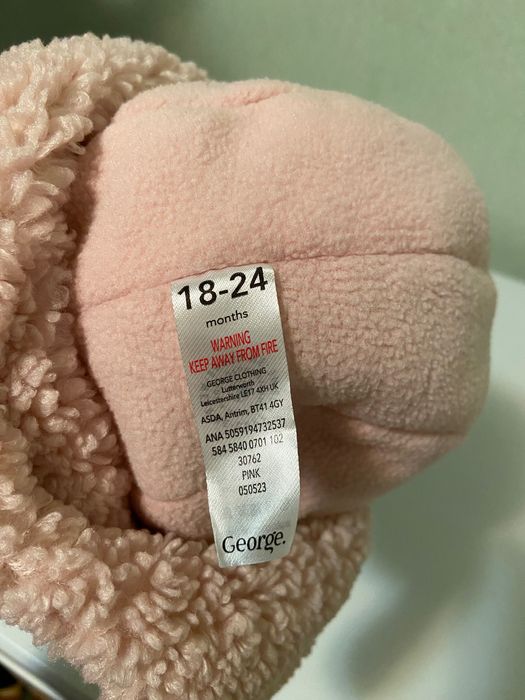 18-24
months
WARNING
KEEP AWAY FROM FIRE
GEORGE CLOTHING
Lutterworth
Leicestershire LE17 4XH UK
ASDA, Antrim, BT41 4GY
ANA 5059194732537
584 5840 0701 102
30762
PINK
050523
George.